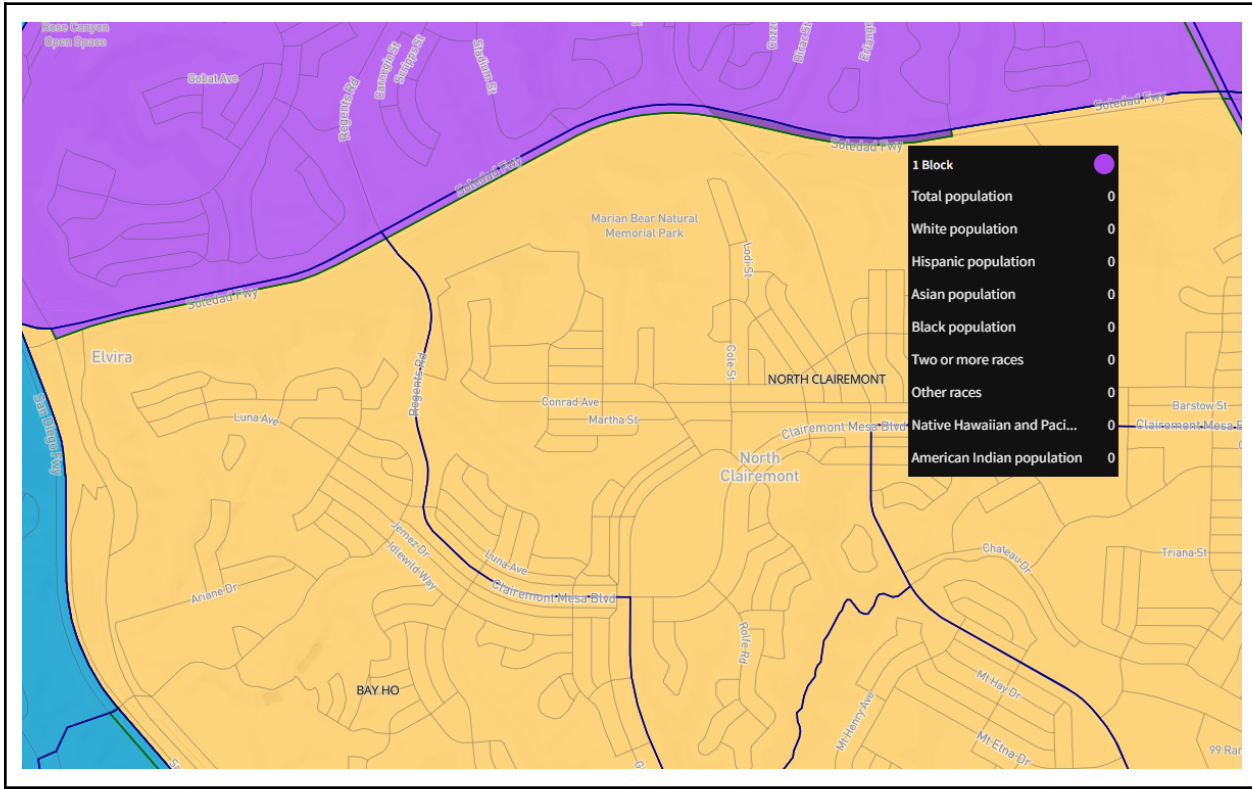 Rose Canyon
Open Space
Gobat Ave
Regents Rd
Scripps St
Stadium St
Soledad Fwy
Soledad Fwy
Soledad Fwy
Soledad Fwy
Marian Bear Natural
Memorial Park
Elvira
San Diego Fwy
Regents Rd
Luna Ave
Conrad Ave
Martha St
Lodi St
Cole St
NORTH CLAIREMONT
Clairemont Mesa Blvd
North
Clairemont
1 Block
Total population 0
White population 0
Hispanic population 0
Asian population 0
Black population 0
Two or more races 0
Other races 0
Native Hawaiian and Paci... 0
American Indian population 0
Barstow St
Triana St
Chateau Dr
Jemez Dr
Idlewild Way
Luna Ave
Clairemont Mesa Blvd
Ariane Dr
Rolfe Rd
BAY HO
Mt Henry Ave
Mt Hay Dr
Mt Etna Dr